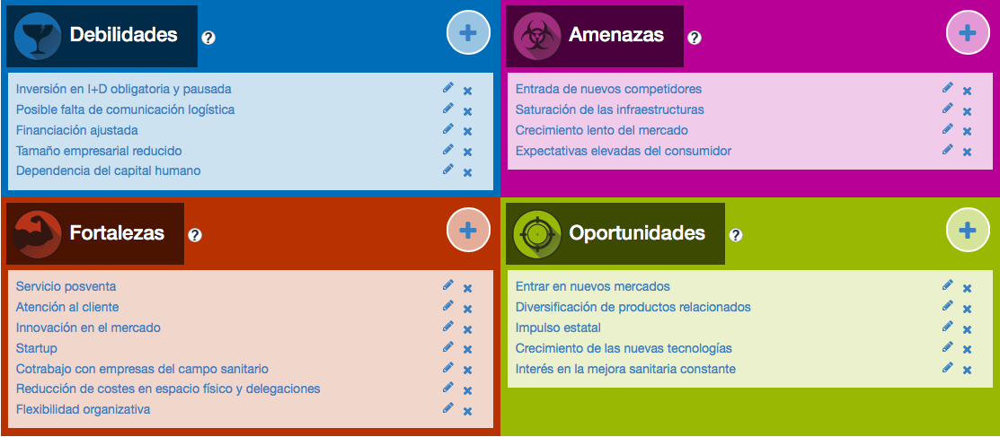 Debilidades
?
Inversión en I+D obligatoria y pausada
Posible falta de comunicación logística
Financiación ajustada
Tamaño empresarial reducido
Dependencia del capital humano
Amenazas
?
Entrada de nuevos competidores
Saturación de las infraestructuras
Crecimiento lento del mercado
Expectativas elevadas del consumidor
Fortalezas
?
Servicio posventa
Atención al cliente
Innovación en el mercado
Startup
Cotrabajo con empresas del campo sanitario
Reducción de costes en espacio físico y delegaciones
Flexibilidad organizativa
Oportunidades
?
Entrar en nuevos mercados
Diversificación de productos relacionados
Impulso estatal
Crecimiento de las nuevas tecnologías
Interés en la mejora sanitaria constante